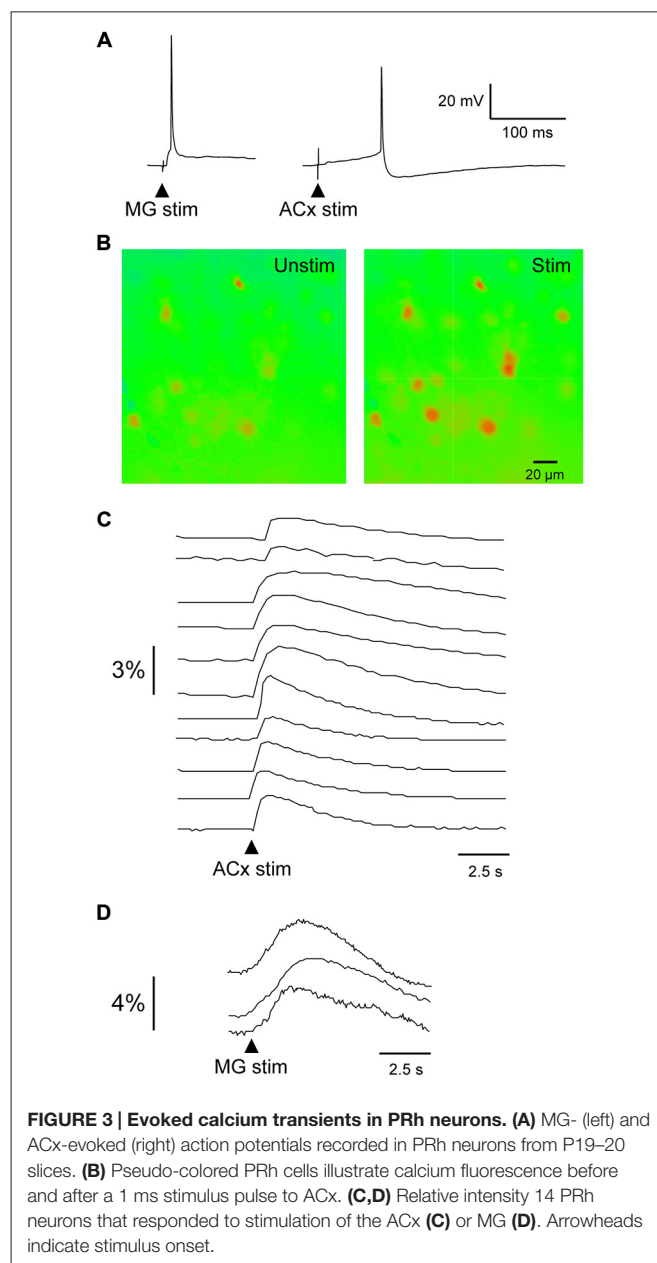 A
20 mV
100 ms
MG stim
ACx stim
B
Unstim
Stim
20 µm
C
3%
ACx stim
2.5 s
D
4%
MG stim
2.5 s
FIGURE 3 | Evoked calcium transients in PRh neurons. (A) MG- (left) and
ACx-evoked (right) action potentials recorded in PRh neurons from P19–20
slices. (B) Pseudo-colored PRh cells illustrate calcium fluorescence before
and after a 1 ms stimulus pulse to ACx. (C,D) Relative intensity 14 PRh
neurons that responded to stimulation of the ACx (C) or MG (D). Arrowheads
indicate stimulus onset.